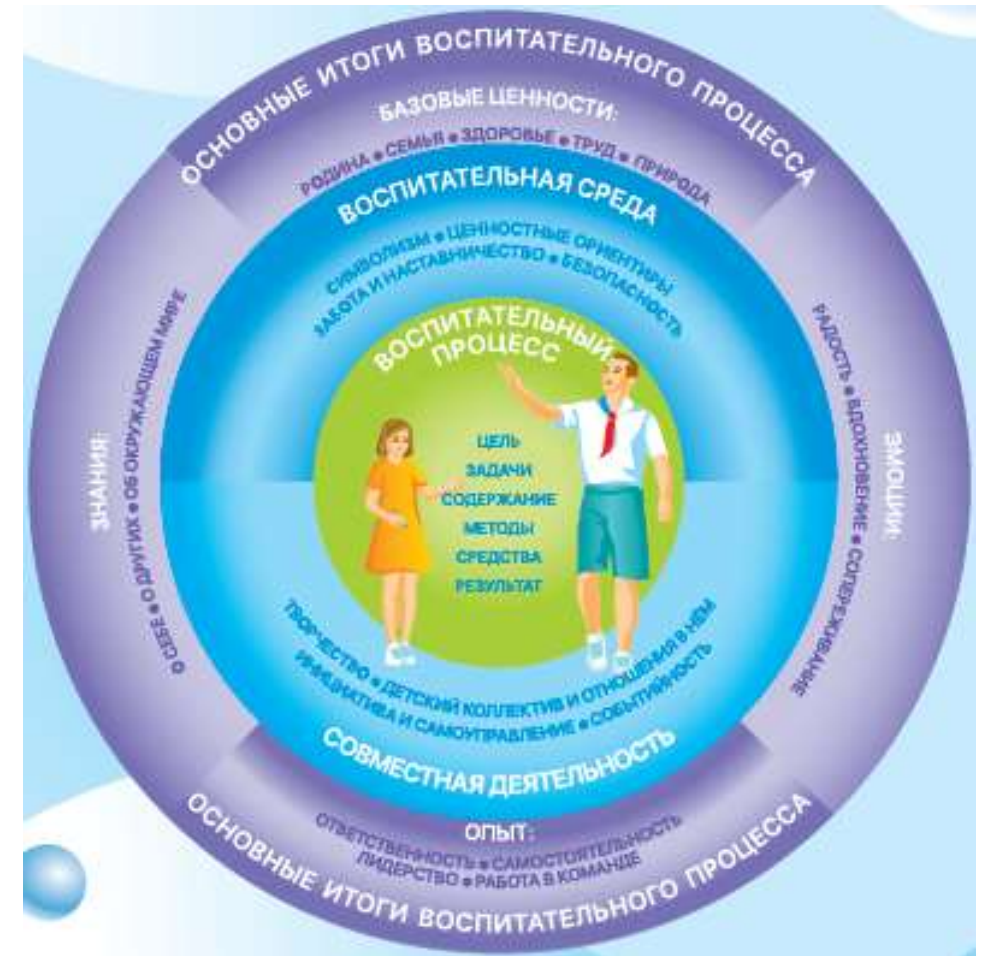 ОСНОВНЫЕ ИТОГИ ВОСПИТАТЕЛЬНОГО ПРОЦЕССА
БАЗОВЫЕ ЦЕННОСТИ:
РОДИНА • СЕМЬЯ • ЗДОРОВЬЕ • ТРУД • ПРИРОДА
ВОСПИТАТЕЛЬНАЯ СРЕДА
СИМВОЛИЗМ • ЦЕННОСТНЫЕ ОРИЕНТИРЫ
ЗАБОТА И НАСТАВНИЧЕСТВО • БЕЗОПАСНОСТЬ
ВОСПИТАТЕЛЬНЫЙ
ПРОЦЕСС
ЦЕЛЬ
ЗАДАЧИ
СОДЕРЖАНИЕ
МЕТОДЫ
СРЕДСТВА
РЕЗУЛЬТАТ
ЗНАНИЯ:
О СЕБЕ • О ДРУГИХ • ОБ ОКРУЖАЮЩЕМ МИРЕ
ЭМОЦИИ:
РАДОСТЬ • ВДОХНОВЕНИЕ • СОПЕРЕЖИВАНИЕ
ТВОРЧЕСТВО • ДЕТСКИЙ КОЛЛЕКТИВ И ОТНОШЕНИЯ В НЁМ
ИНИЦИАТИВА И САМОУПРАВЛЕНИЕ • СОБЫТИЙНОСТЬ
СОВМЕСТНАЯ ДЕЯТЕЛЬНОСТЬ
ОПЫТ:
ОТВЕТСТВЕННОСТЬ • САМОСТОЯТЕЛЬНОСТЬ
ЛИДЕРСТВО • РАБОТА В КОМАНДЕ
ОСНОВНЫЕ ИТОГИ ВОСПИТАТЕЛЬНОГО ПРОЦЕССА